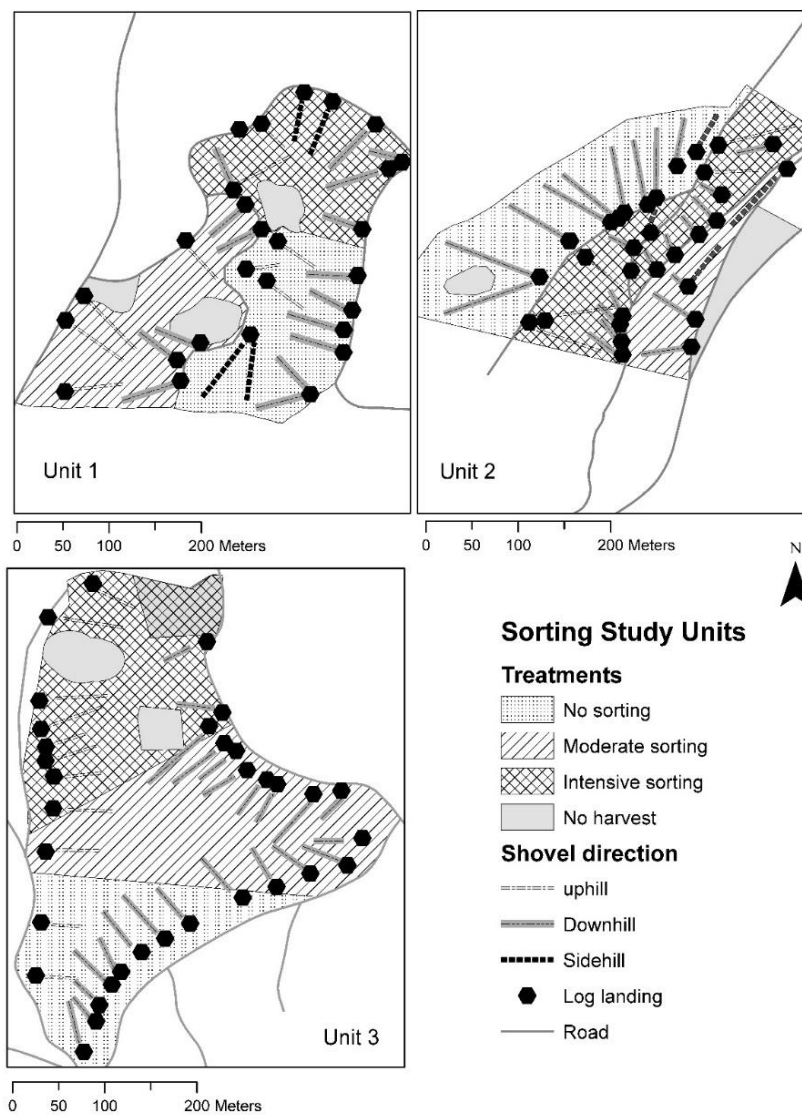 Unit 1
0 50 100 200 Meters
Unit 2
0 50 100 200 Meters
N
Unit 3
0 50 100 200 Meters
Sorting Study Units
Treatments
No sorting
Moderate sorting
Intensive sorting
No harvest
Shovel direction
uphill
Downhill
Sidehill
Log landing
Road